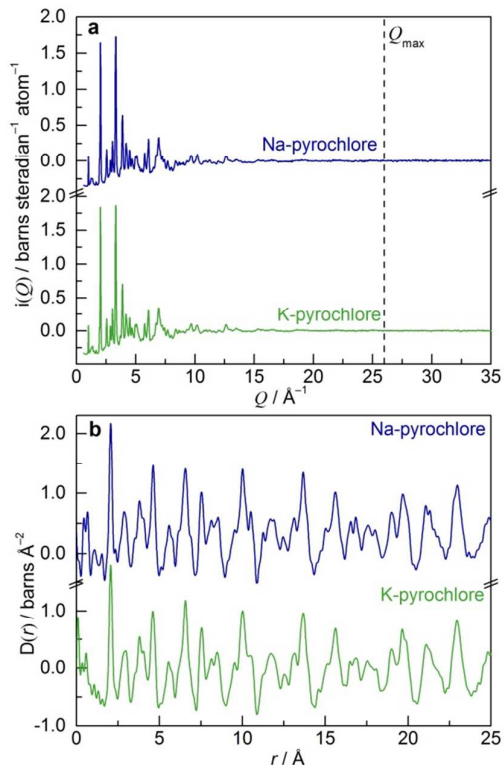 a
Qmax
2.0
1.5
Na-pyrochlore
1.0
0.5
0.0
2.0
1.5
K-pyrochlore
1.0
0.5
0.0
i(Q) / barns steradian⁻¹ atom⁻¹
0 5 10 15 20 25 30 35
Q / Å⁻¹
b
Na-pyrochlore
2.0
1.0
0.0
K-pyrochlore
1.0
0.0
-1.0
D(r) / barns Å⁻²
0 5 10 15 20 25
r / Å